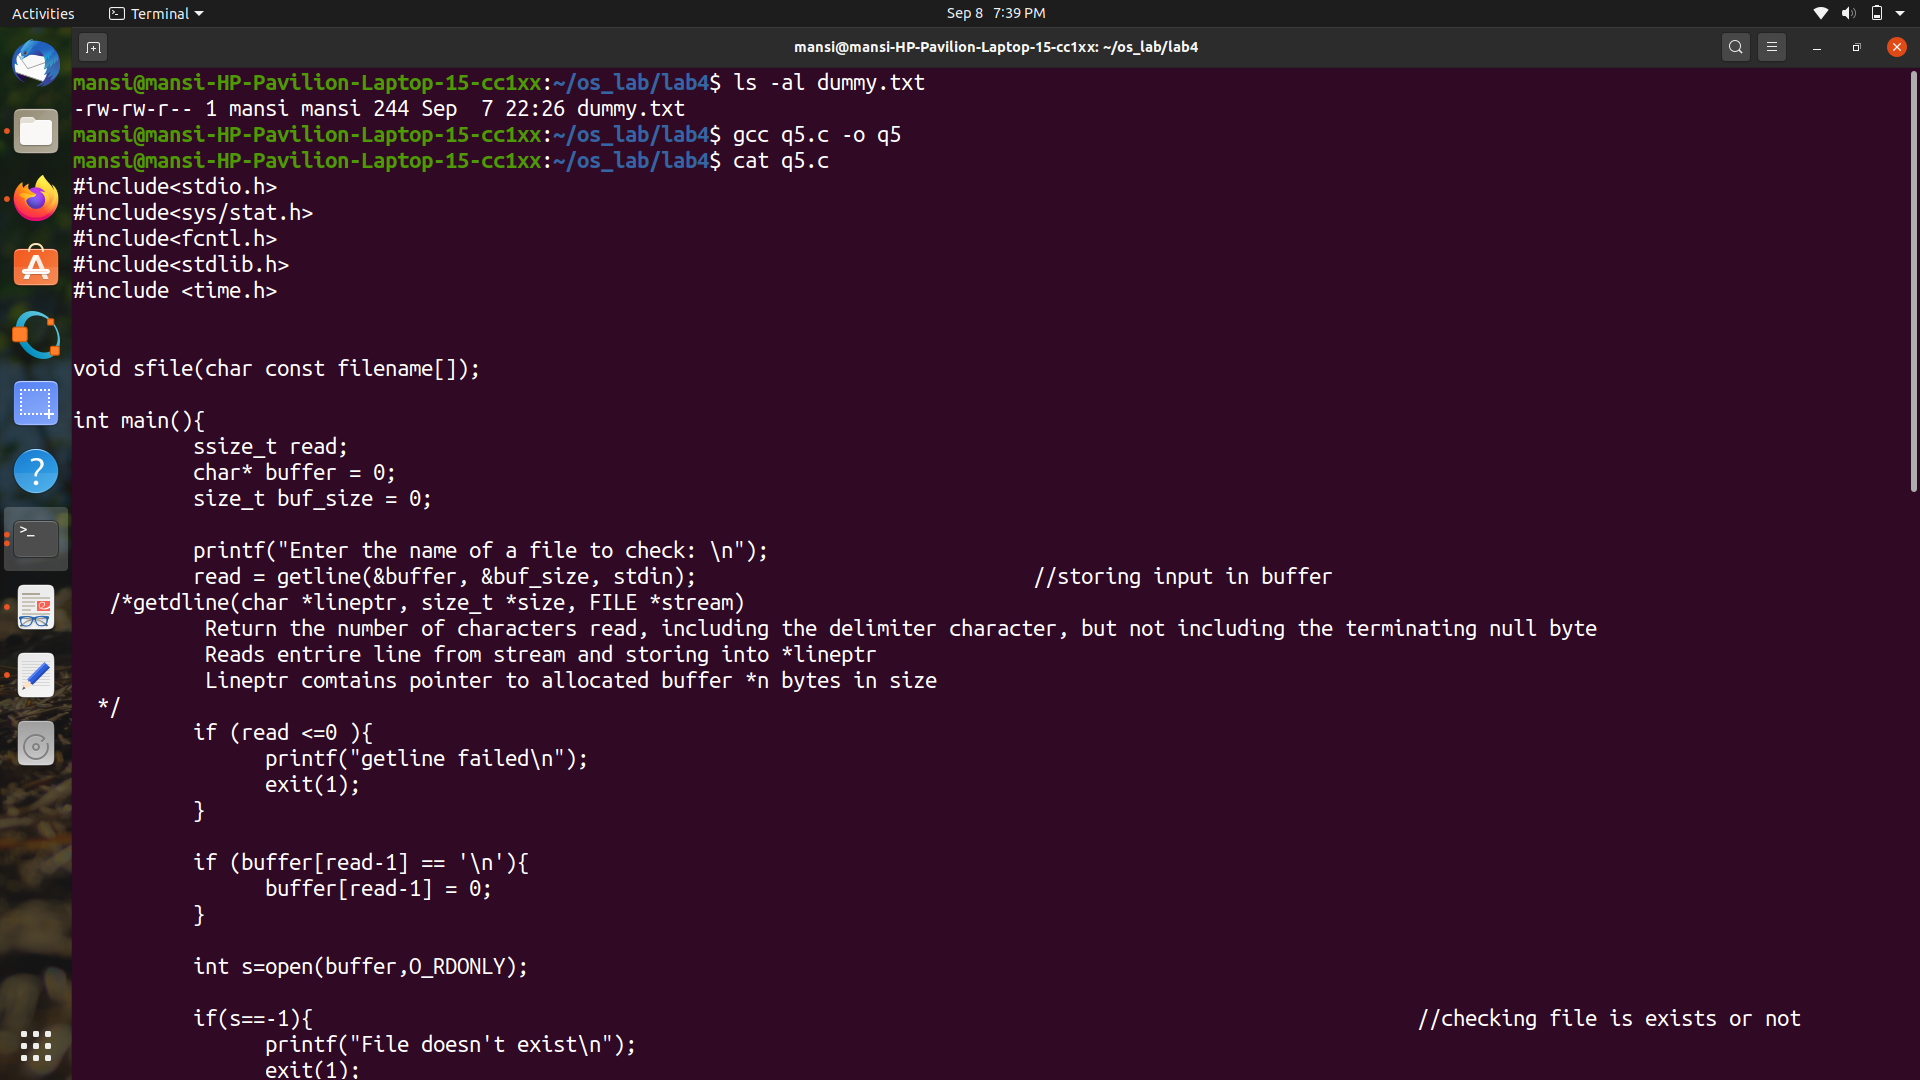 Activities
Terminal
Sep 8 7:39 PM
mansi@mansi-HP-Pavilion-Laptop-15-cc1xx: ~/os_lab/lab4
mansi@mansi-HP-Pavilion-Laptop-15-cc1xx:~/os_lab/lab4$ ls -al dummy.txt
-rw-rw-r-- 1 mansi mansi 244 Sep  7 22:26 dummy.txt
mansi@mansi-HP-Pavilion-Laptop-15-cc1xx:~/os_lab/lab4$ gcc q5.c -o q5
mansi@mansi-HP-Pavilion-Laptop-15-cc1xx:~/os_lab/lab4$ cat q5.c
#include<stdio.h>
#include<sys/stat.h>
#include<fcntl.h>
#include<stdlib.h>
#include <time.h>
void sfile(char const filename[]);
int main(){
ssize_t read;
char* buffer = 0;
size_t buf_size = 0;
printf("Enter the name of a file to check: \n");
read = getline(&buffer, &buf_size, stdin); //storing input in buffer
/*getdline(char *lineptr, size_t *size, FILE *stream)
Return the number of characters read, including the delimiter character, but not including the terminating null byte
Reads entrire line from stream and storing into *lineptr
Lineptr comtains pointer to allocated buffer *n bytes in size
*/
if (read <=0 ){
printf("getline failed\n");
exit(1);
}
if (buffer[read-1] == '\n'){
buffer[read-1] = 0;
}
int s=open(buffer,O_RDONLY);
if(s==-1){ //checking file is exists or not
printf("File doesn't exist\n");
exit(1);